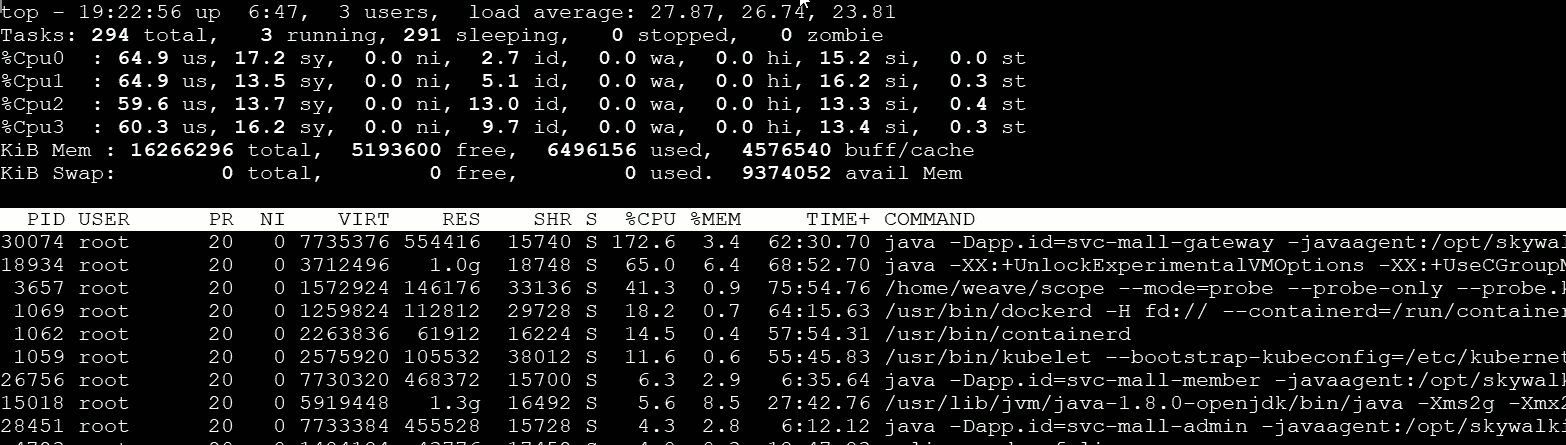 top - 19:22:56 up  6:47,  3 users,  load average: 27.87, 26.74, 23.81
Tasks: 294 total,   3 running, 291 sleeping,   0 stopped,   0 zombie
%Cpu0  : 64.9 us, 17.2 sy,  0.0 ni,  2.7 id,  0.0 wa,  0.0 hi, 15.2 si,  0.0 st
%Cpu1  : 64.9 us, 13.5 sy,  0.0 ni,  5.1 id,  0.0 wa,  0.0 hi, 16.2 si,  0.3 st
%Cpu2  : 59.6 us, 13.7 sy,  0.0 ni, 13.0 id,  0.0 wa,  0.0 hi, 13.3 si,  0.4 st
%Cpu3  : 60.3 us, 16.2 sy,  0.0 ni,  9.7 id,  0.0 wa,  0.0 hi, 13.4 si,  0.3 st
KiB Mem : 16266296 total,  5193600 free,  6496156 used,  4576540 buff/cache
KiB Swap:        0 total,        0 free,        0 used.  9374052 avail Mem
  PID USER      PR  NI    VIRT    RES    SHR S  %CPU %MEM     TIME+ COMMAND
30074 root      20   0 7735376 554416  15740 S 172.6  3.4  62:30.70 java -Dapp.id=svc-mall-gateway -javaagent:/opt/skywal
18934 root      20   0 3712496   1.0g  18748 S  65.0  6.4  68:52.70 java -XX:+UnlockExperimentalVMOptions -XX:+UseCGroupM
 3657 root      20   0 1572924 146176  33136 S  41.3  0.9  75:54.76 /home/weave/scope --mode=probe --probe-only --probe.k
 1069 root      20   0 1259824 112812  29728 S  18.2  0.7  64:15.63 /usr/bin/dockerd -H fd:// --containerd=/run/container
 1062 root      20   0 2263836  61912  16224 S  14.5  0.4  57:54.31 /usr/bin/containerd
 1059 root      20   0 2575920 105532  38012 S  11.6  0.6  55:45.83 /usr/bin/kubelet --bootstrap-kubeconfig=/etc/kubernet
26756 root      20   0 7730320 468372  15700 S   6.3  2.9   6:35.64 java -Dapp.id=svc-mall-member -javaagent:/opt/skywalk
15018 root      20   0 5919448   1.3g  16492 S   5.6  8.5  27:42.76 /usr/lib/jvm/java-1.8.0-openjdk/bin/java -Xms2g -Xmx2
28451 root      20   0 7733384 455528  15728 S   4.3  2.8   6:12.12 java -Dapp.id=svc-mall-admin -javaagent:/opt/skywalk